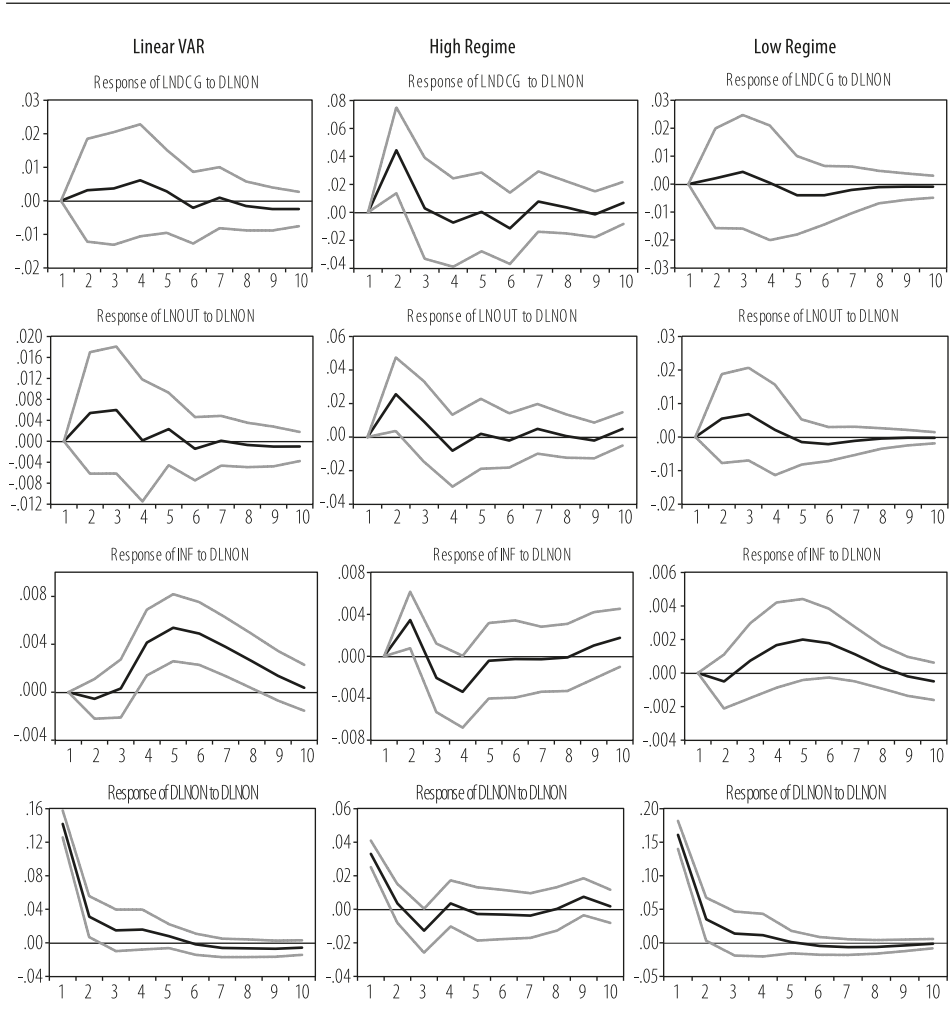 Linear VAR High Regime Low Regime
Response of LNDCG to DLNON Response of LNDCG to DLNON Response of LNDCG to DLNON
.03 .02 .01 .00 -.01 -.02
1 2 3 4 5 6 7 8 9 10
.08 .06 .04 .02 .00 -.02 -.04
1 2 3 4 5 6 7 8 9 10
.03 .02 .01 .00 -.01 -.02 -.03
1 2 3 4 5 6 7 8 9 10
Response of LNOUT to DLNON Response of LNOUT to DLNON Response of LNOUT to DLNON
.020 .016 .012 .008 .004 .000 -.004 -.008 -.012
1 2 3 4 5 6 7 8 9 10
.06 .04 .02 .00 -.02 -.04
1 2 3 4 5 6 7 8 9 10
.03 .02 .01 .00 -.01 -.02
1 2 3 4 5 6 7 8 9 10
Response of INF to DLNON Response of INF to DLNON Response of INF to DLNON
.008 .004 .000 -.004
1 2 3 4 5 6 7 8 9 10
.008 .004 .000 -.004 -.008
1 2 3 4 5 6 7 8 9 10
.006 .004 .002 .000 -.002 -.004
1 2 3 4 5 6 7 8 9 10
Response of DLNON to DLNON Response of DLNON to DLNON Response of DLNON to DLNON
.16 .12 .08 .04 .00 -.04
1 2 3 4 5 6 7 8 9 10
.06 .04 .02 .00 -.02 -.04
1 2 3 4 5 6 7 8 9 10
.20 .15 .10 .05 .00 -.05
1 2 3 4 5 6 7 8 9 10